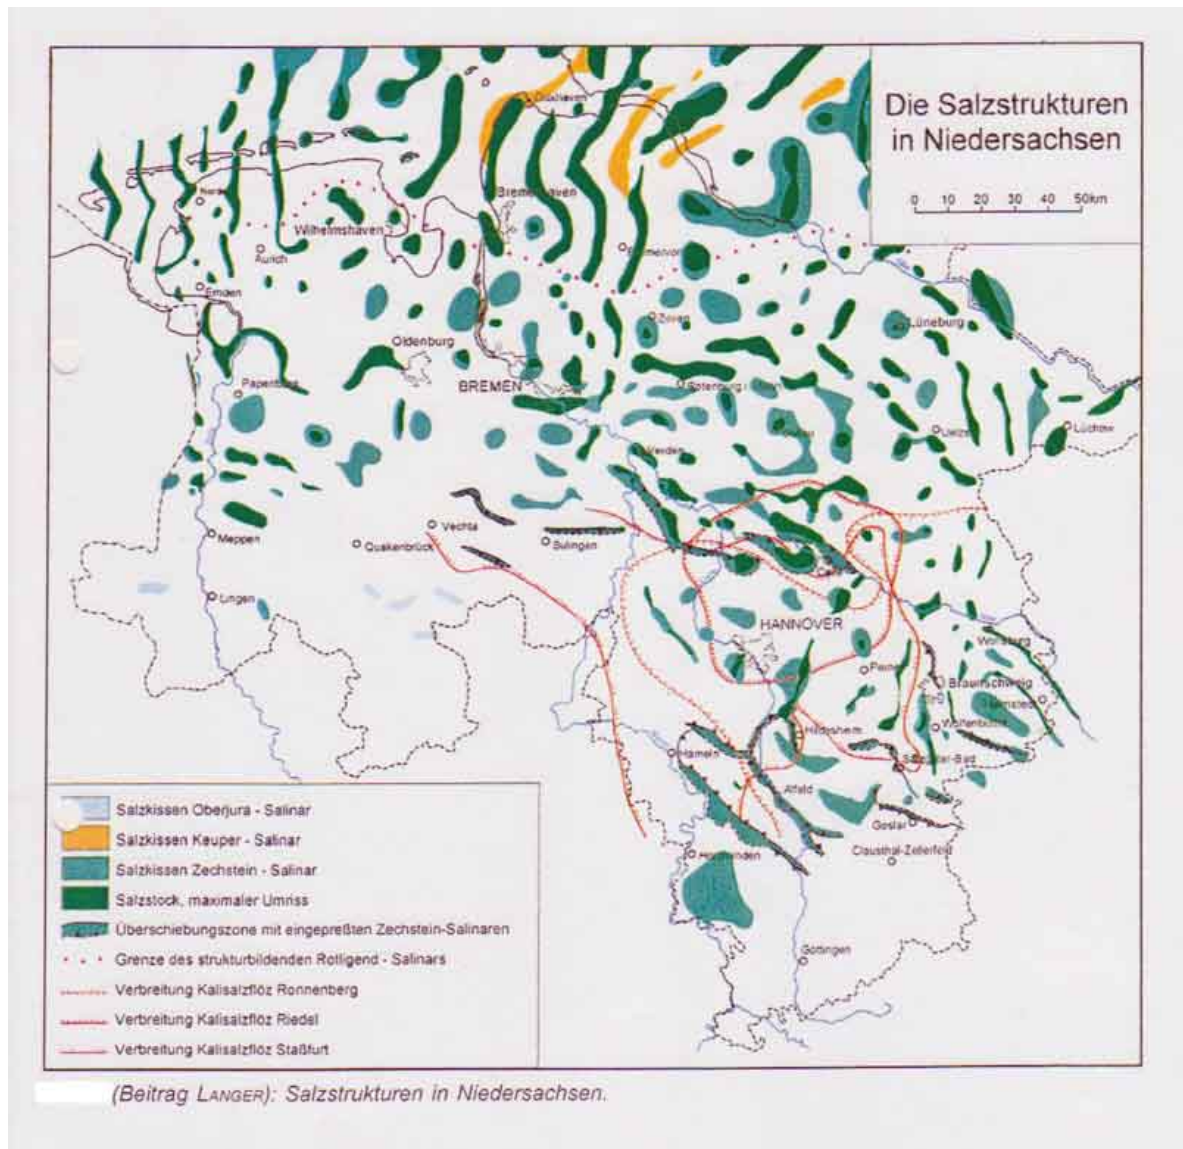 Die Salzstrukturen
in Niedersachsen
0 10 20 30 40 50km
Cuxhaven
Bremerhaven
Wilhelmshaven
Aurich
Emden
Zeven
Lüneburg
Oldenburg
BREMEN
Papenburg
Rotenburg
Uelzen
Lüchow
Verden
Vechta
Meppen
Quakenbrück
Sulingen
Celle
Lingen
HANNOVER
Wolfsburg
Peine
Braunschweig
Helmstedt
Wolfenbüttel
Hildesheim
Hameln
Salzgitter-Bad
Alfeld
Goslar
Clausthal-Zellerfeld
Holzminden
Göttingen
Salzkissen Oberjura - Salinar
Salzkissen Keuper - Salinar
Salzkissen Zechstein - Salinar
Salzstock, maximaler Umriss
Überschiebungszone mit eingepreßten Zechstein-Salinaren
Grenze des strukturbildenden Rotligend - Salinars
Verbreitung Kalisalzflöz Ronnenberg
Verbreitung Kalisalzflöz Riedel
Verbreitung Kalisalzflöz Staßfurt
(Beitrag LANGER): Salzstrukturen in Niedersachsen.